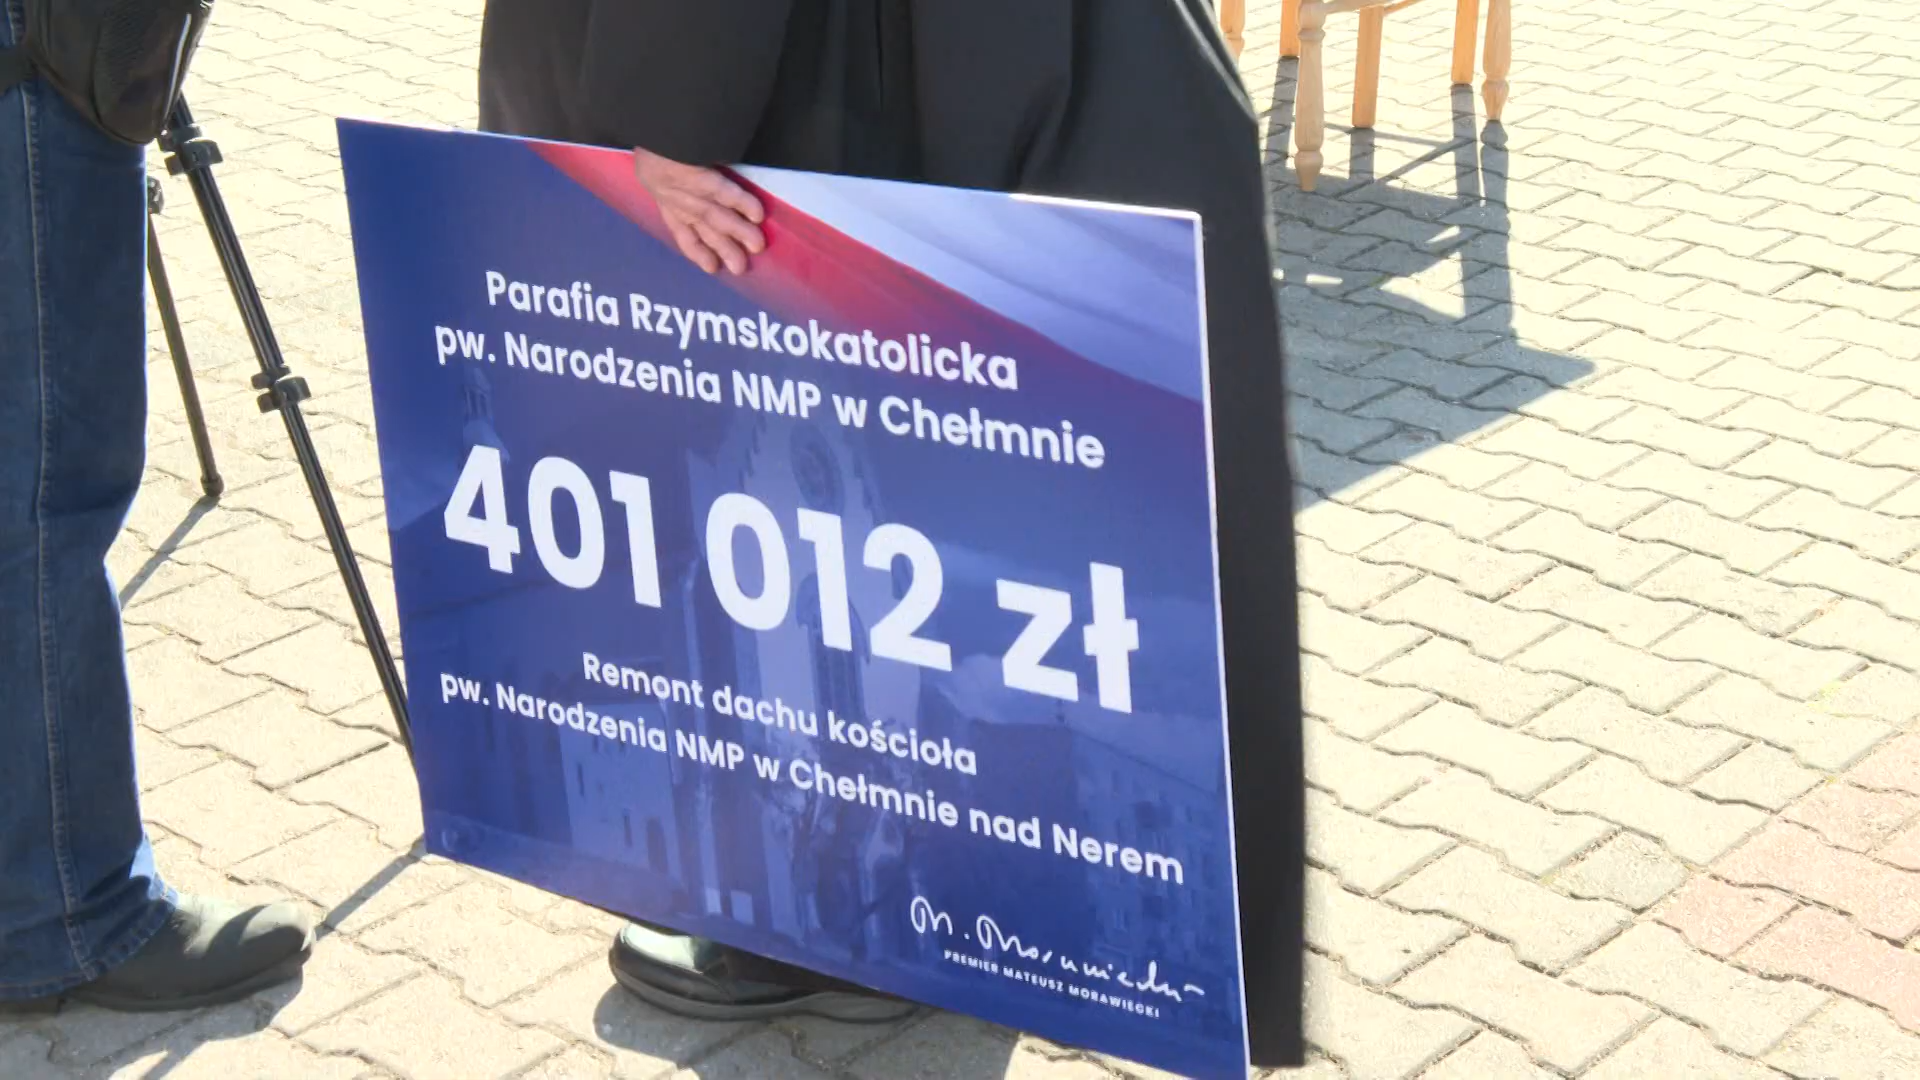 Parafia Rzymskokatolicka
pw. Narodzenia NMP w Chełmnie
401 012 zł
Remont dachu kościoła
pw. Narodzenia NMP w Chełmnie nad Nerem
M. Morawiecki
PREMIER MATEUSZ MORAWIECKI